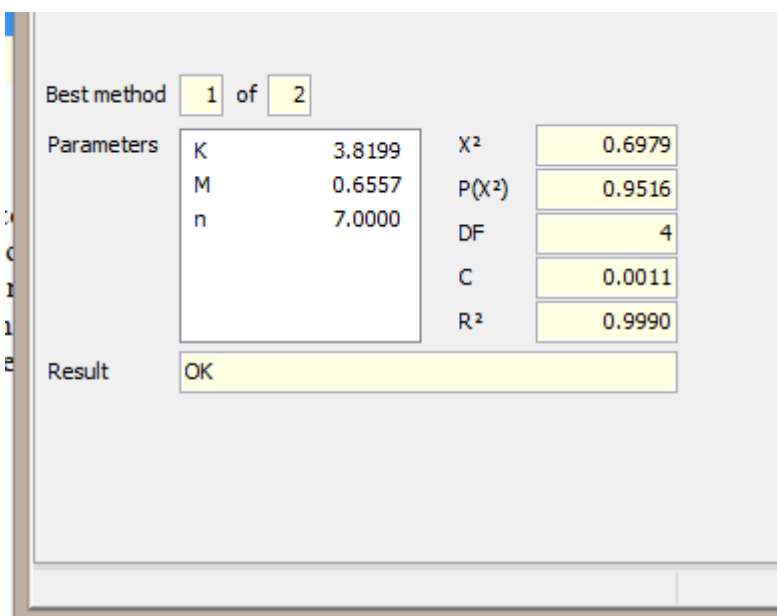 Best method 1 of 2
Parameters
K 3.8199
M 0.6557
n 7.0000
X² 0.6979
P(X²) 0.9516
DF 4
C 0.0011
R² 0.9990
Result OK